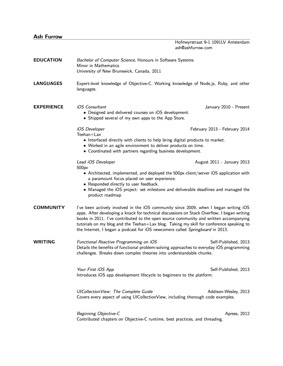 Ash Furrow
Hofmeyrstraat 9-1 1091LV Amsterdam
ash@ashfurrow.com
EDUCATION
Bachelor of Computer Science, Honours in Software Systems
Minor in Mathematics
University of New Brunswick, Canada, 2011
LANGUAGES
Expert-level knowledge of Objective-C. Working knowledge of Node.js, Ruby, and other
languages.
EXPERIENCE
iOS Consultant January 2010 - Present
• Designed and delivered courses on iOS development.
• Shipped several of my own apps to the App Store.
iOS Developer February 2013 - February 2014
Teehan+Lax
• Interfaced directly with clients to help bring digital products to market.
• Worked in an agile environment to deliver products on time.
• Coordinated with partners regarding business development.
Lead iOS Developer August 2011 - January 2013
500px
• Architected, implemented, and deployed the 500px client/server iOS application with
a paramount focus placed on user experience.
• Responded directly to user feedback.
• Managed the iOS project: set milestone and deliverable deadlines and managed the
product roadmap.
COMMUNITY
I've been actively involved in the iOS community since 2009, when I began writing iOS
apps. After developing a knack for technical discussions on Stack Overflow, I began writing
books in 2011. I've contributed to the open source community and written accompanying
tutorials on my blog and the Teehan+Lax blog. Taking my skill for conference speaking to
the Internet, I began a podcast for iOS newcomers called Springboard in 2013.
WRITING
Functional Reactive Programming on iOS Self-Published, 2013
Details the benefits of functional problem-solving approaches to everyday iOS programming
challenges. Breaks down complex theories into understandable chunks.
Your First iOS App Self-Published, 2013
Introduces iOS app development lifecycle to beginners to the platform.
UICollectionView: The Complete Guide Addison-Wesley, 2013
Covers every aspect of using UICollectionView, including thorough code examples.
Beginning Objective-C Apress, 2012
Contributed chapters on Objective-C runtime, best practices, and threading.